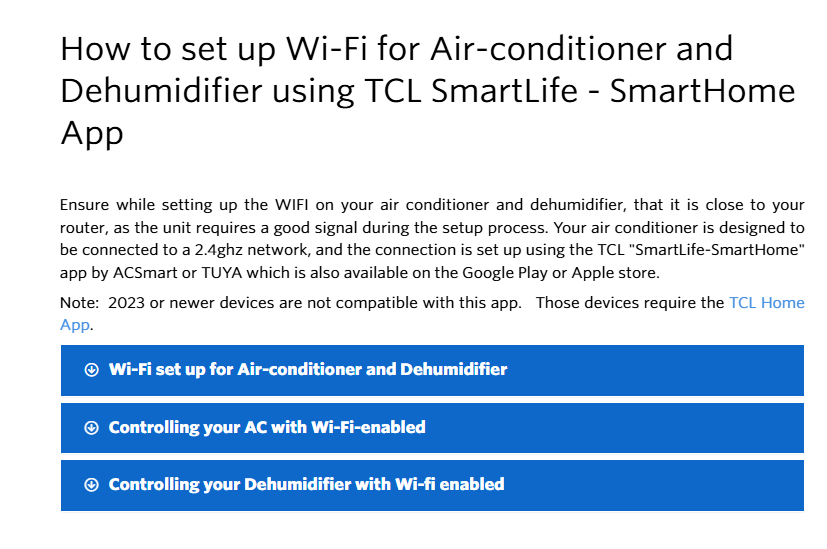 How to set up Wi-Fi for Air-conditioner and
Dehumidifier using TCL SmartLife - SmartHome
App
Ensure while setting up the WIFI on your air conditioner and dehumidifier, that it is close to your
router, as the unit requires a good signal during the setup process. Your air conditioner is designed to
be connected to a 2.4ghz network, and the connection is set up using the TCL "SmartLife-SmartHome"
app by ACSmart or TUYA which is also available on the Google Play or Apple store.
Note:  2023 or newer devices are not compatible with this app.   Those devices require the TCL Home
App.
Wi-Fi set up for Air-conditioner and Dehumidifier
Controlling your AC with Wi-Fi-enabled
Controlling your Dehumidifier with Wi-fi enabled